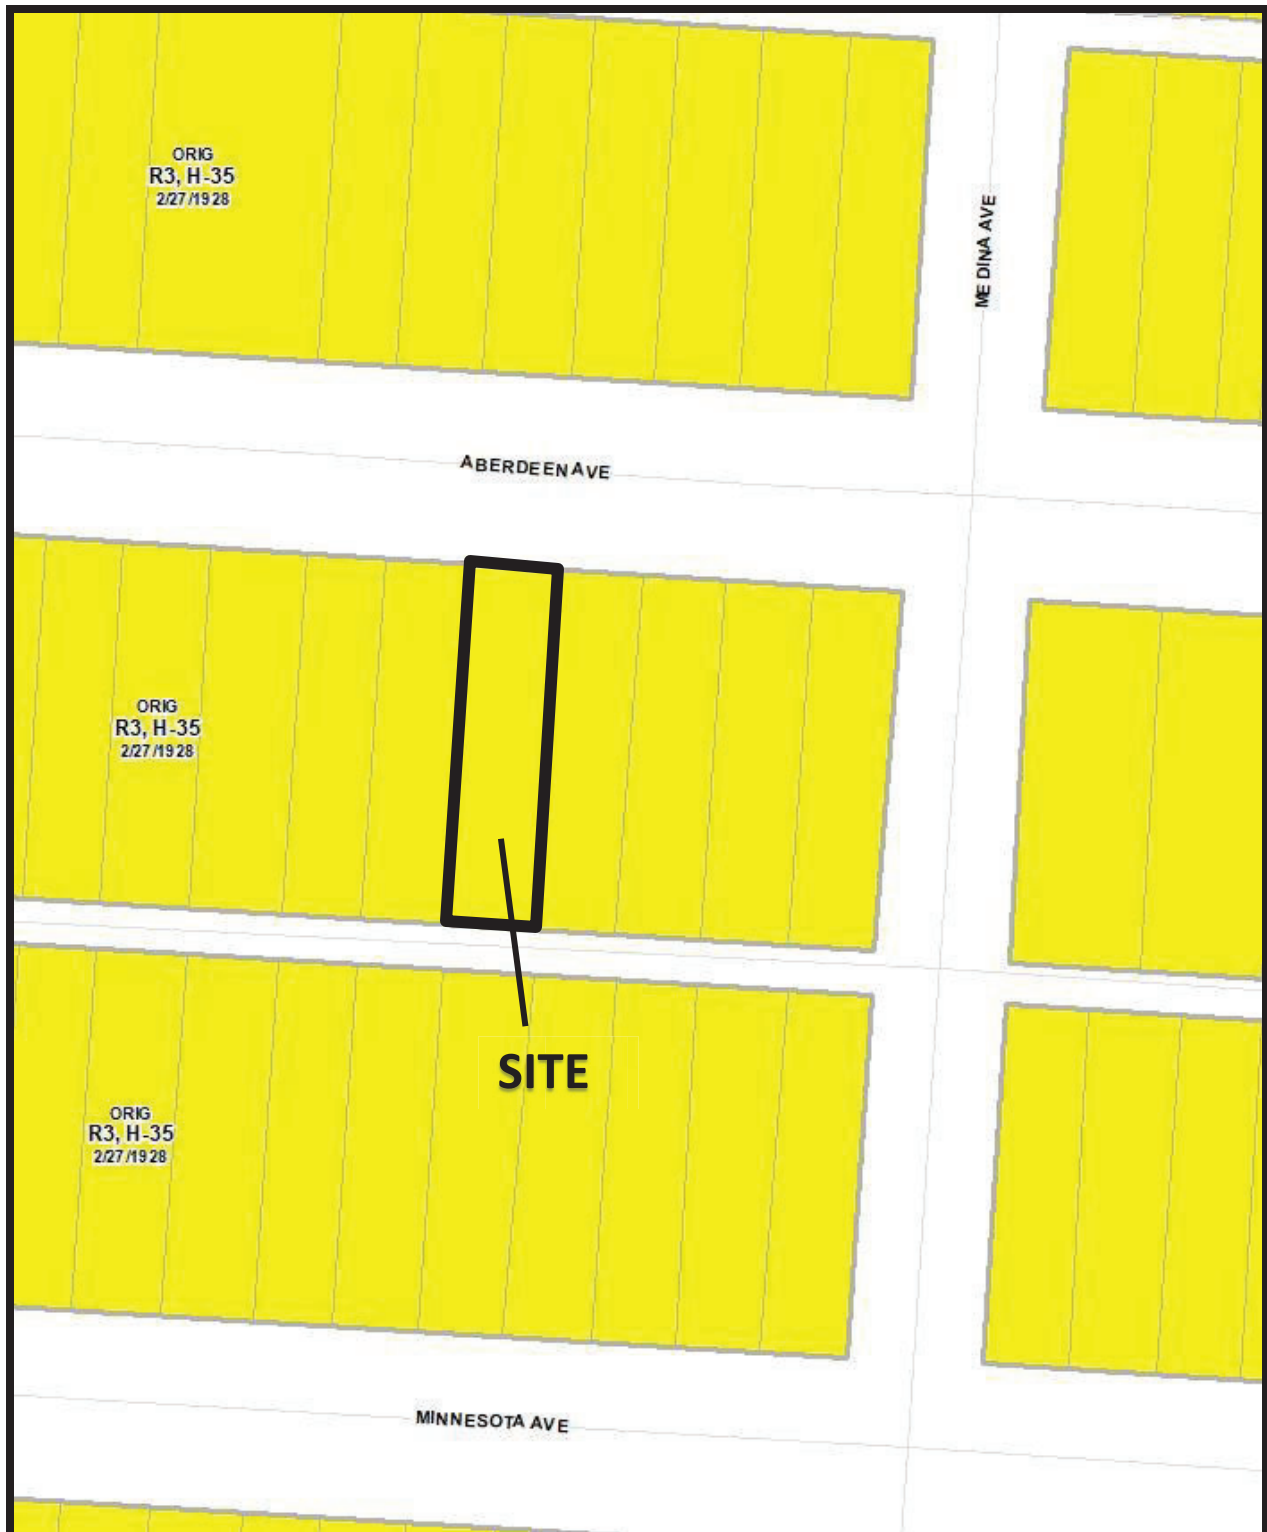 ORIG
R3, H-35
2/27/1928
MEDINA AVE
ABERDEEN AVE
ORIG
R3, H-35
2/27/1928
SITE
ORIG
R3, H-35
2/27/1928
MINNESOTA AVE